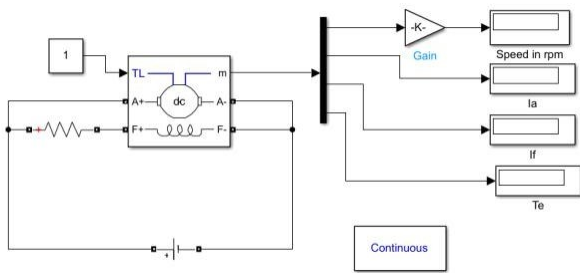 1
TL
m
A+
dc
A-
F+
F-
-K-
Gain
Speed in rpm
Ia
If
Te
+
+
Continuous